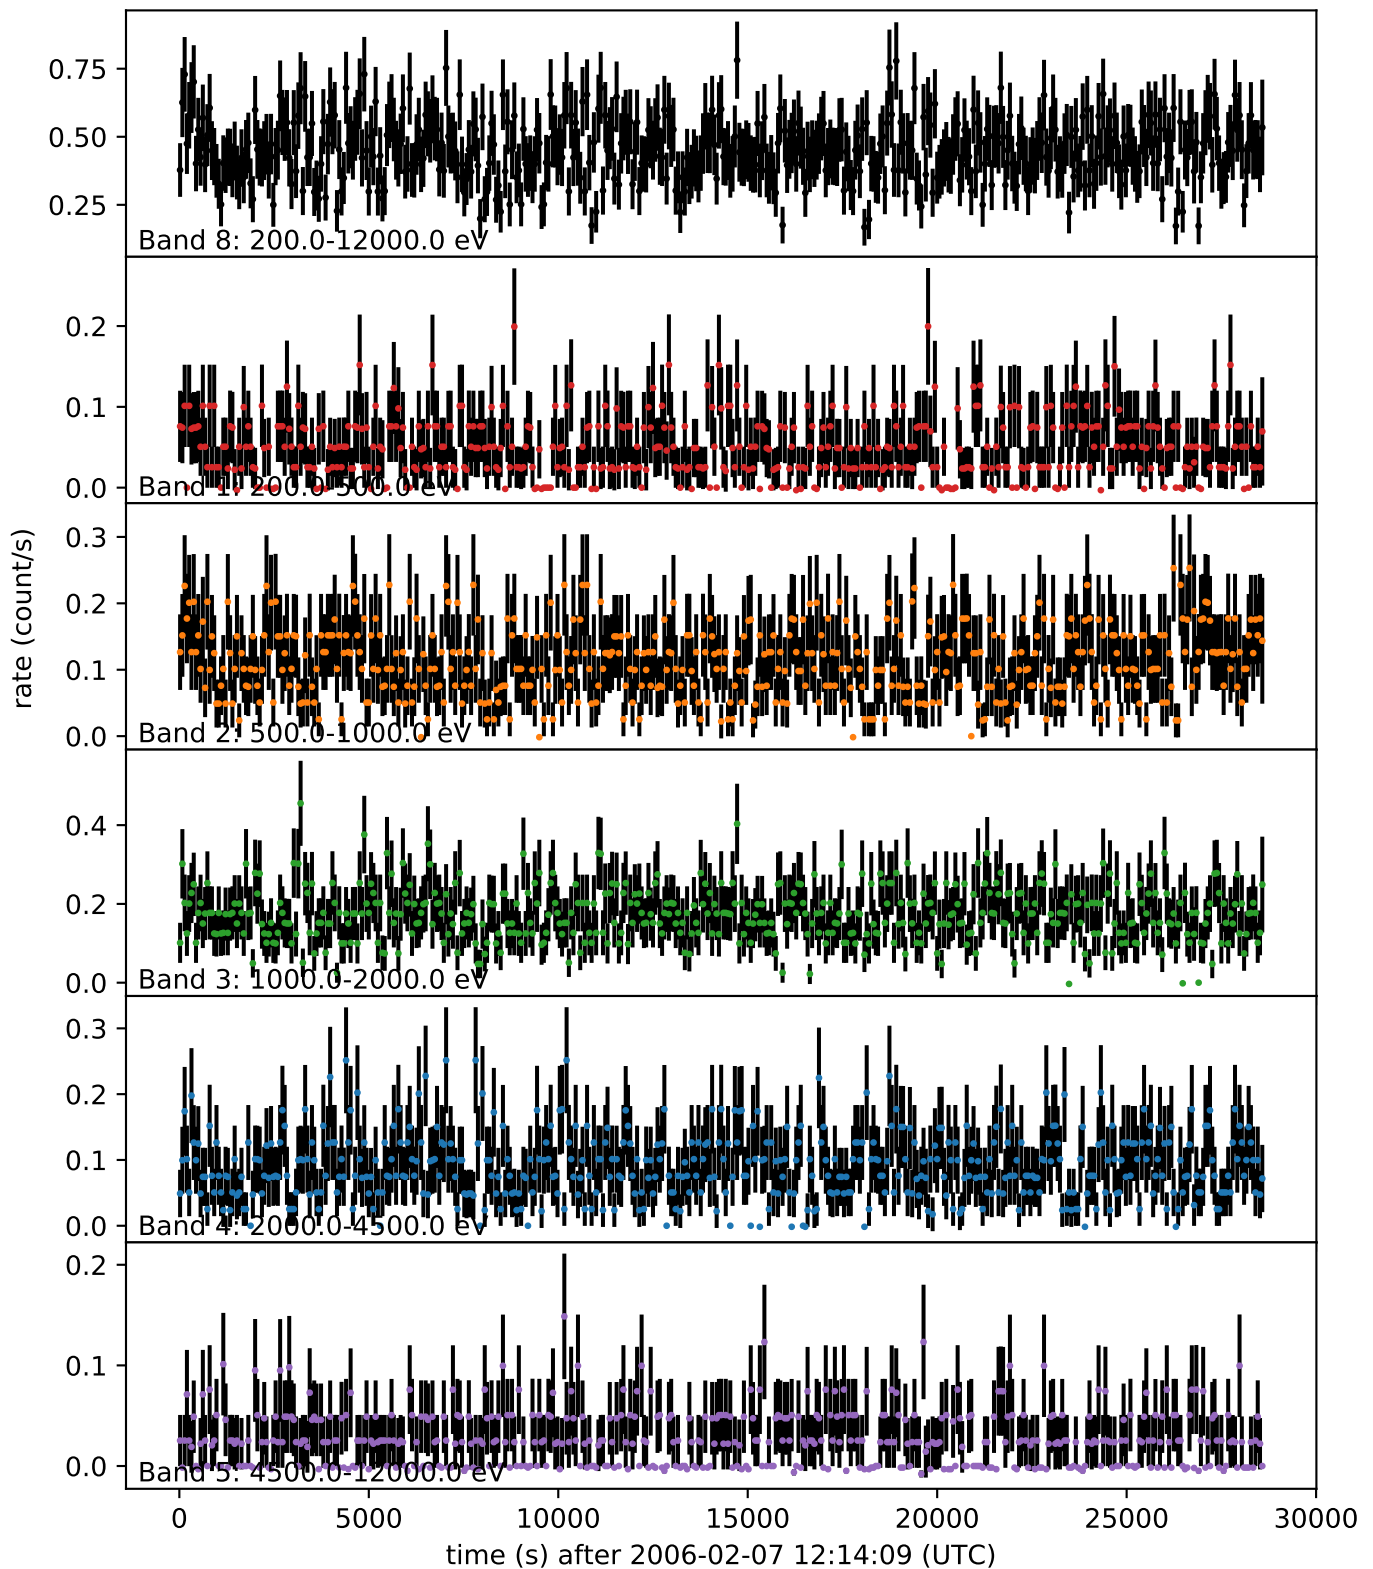 0.75
0.50
0.25
Band 8: 200.0-12000.0 eV
0.2
0.1
0.0
Band 1: 200.0-500.0 eV
0.3
0.2
0.1
0.0
Band 2: 500.0-1000.0 eV
rate (count/s)
0.4
0.2
0.0
Band 3: 1000.0-2000.0 eV
0.3
0.2
0.1
0.0
Band 4: 2000.0-4500.0 eV
0.2
0.1
0.0
Band 5: 4500.0-12000.0 eV
0 5000 10000 15000 20000 25000 30000
time (s) after 2006-02-07 12:14:09 (UTC)